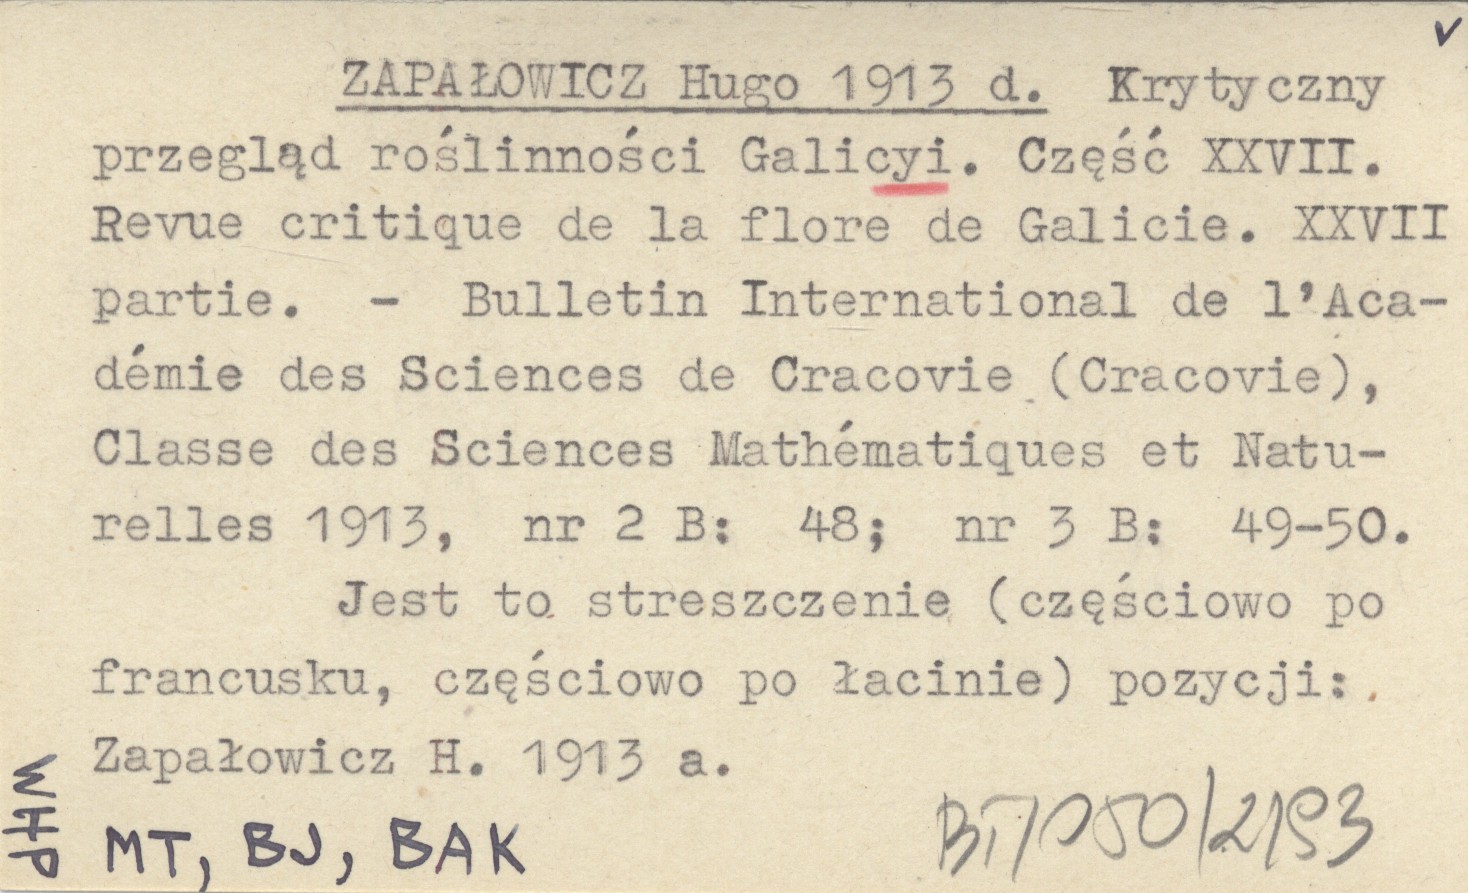 ZAPAŁOWICZ Hugo 1913 d. Krytyczny
przegląd roślinności Galicyi. Część XXVII.
Revue critique de la flore de Galicie. XXVII
partie. - Bulletin International de l'Aca-
démie des Sciences de Cracovie (Cracovie),
Classe des Sciences Mathématiques et Natu-
relles 1913, nr 2 B: 48; nr 3 B: 49-50.
Jest to streszczenie (częściowo po
francusku, częściowo po łacinie) pozycji:
Zapałowicz H. 1913 a.
MT, BJ, BAK